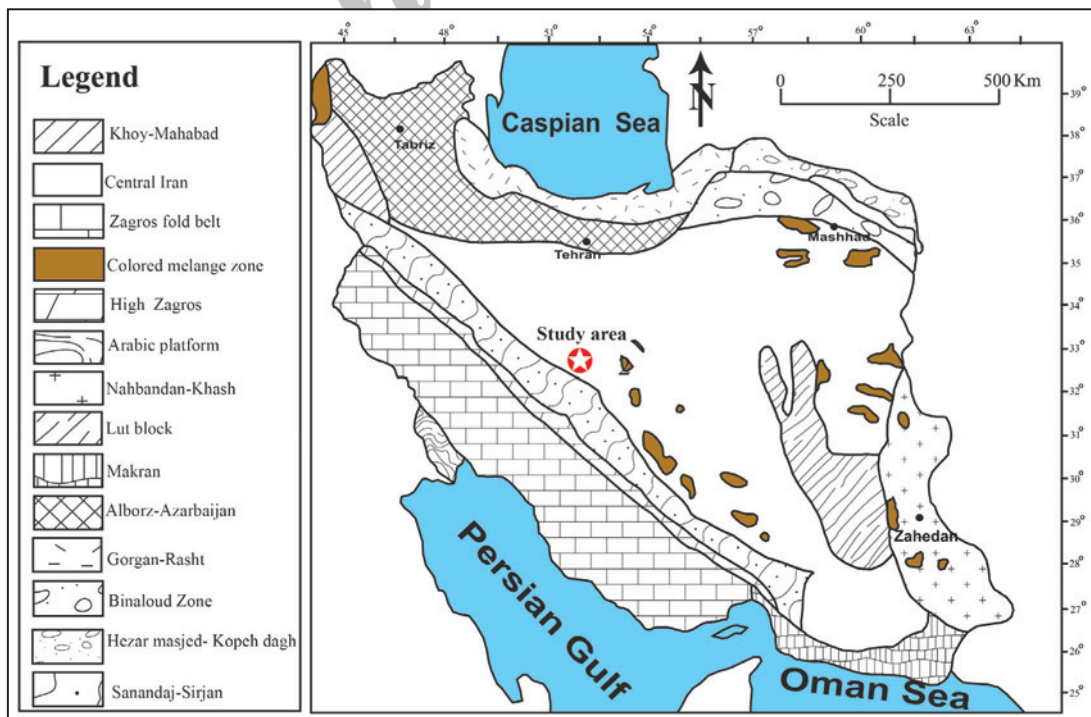 Legend
Khoy-Mahabad
Central Iran
Zagros fold belt
Colored melange zone
High Zagros
Arabic platform
Nahbandan-Khash
Lut block
Makran
Alborz-Azarbaijan
Gorgan-Rasht
Binaloud Zone
Hezar masjed- Kopeh dagh
Sanandaj-Sirjan
45° 48° 51° 54° 57° 60° 63°
N
0 250 500 Km
Scale
Caspian Sea
Tabriz
Tehran
Mashhad
Study area
Zahedan
Persian Gulf
Oman Sea
39°
38°
37°
36°
35°
34°
33°
32°
31°
30°
29°
28°
27°
26°
25°